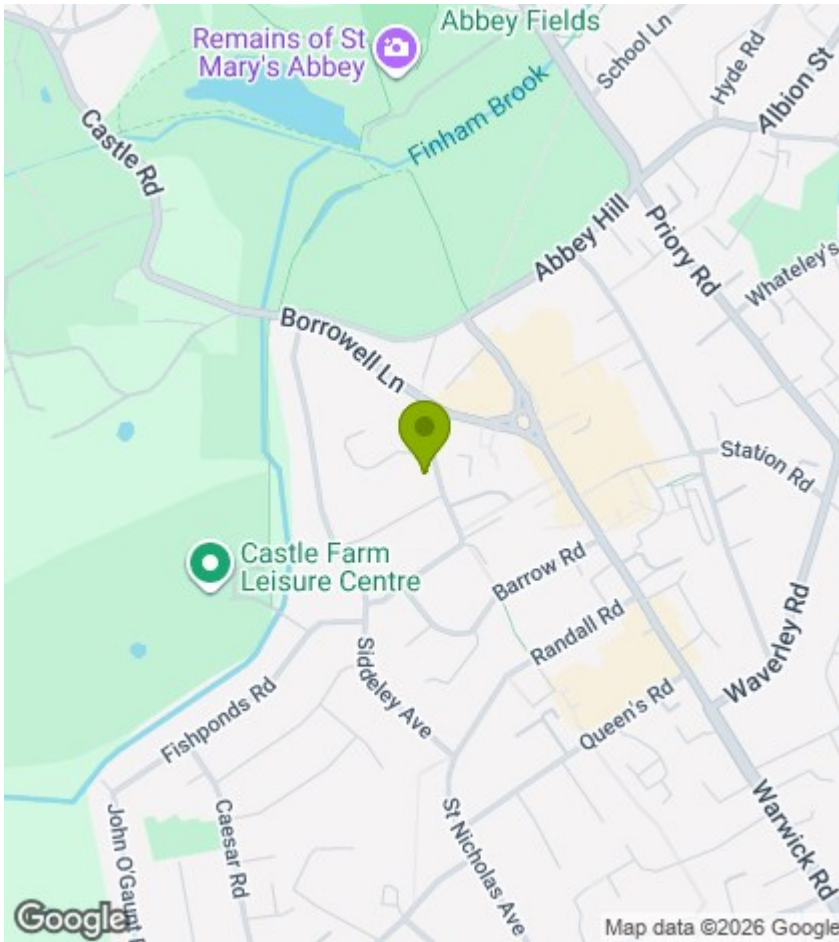 Abbey Fields
Remains of St
Mary's Abbey
School Ln
Hyde Rd
Albion St
Finham Brook
Castle Rd
Abbey Hill
Priory Rd
Whateley's
Borrowell Ln
Station Rd
Castle Farm
Leisure Centre
Barrow Rd
Randall Rd
Waverley Rd
Siddeley Ave
Fishponds Rd
Queen's Rd
Caesar Rd
John O'Gaunt
St Nicholas Ave
Warwick Rd
Google
Map data ©2026 Google